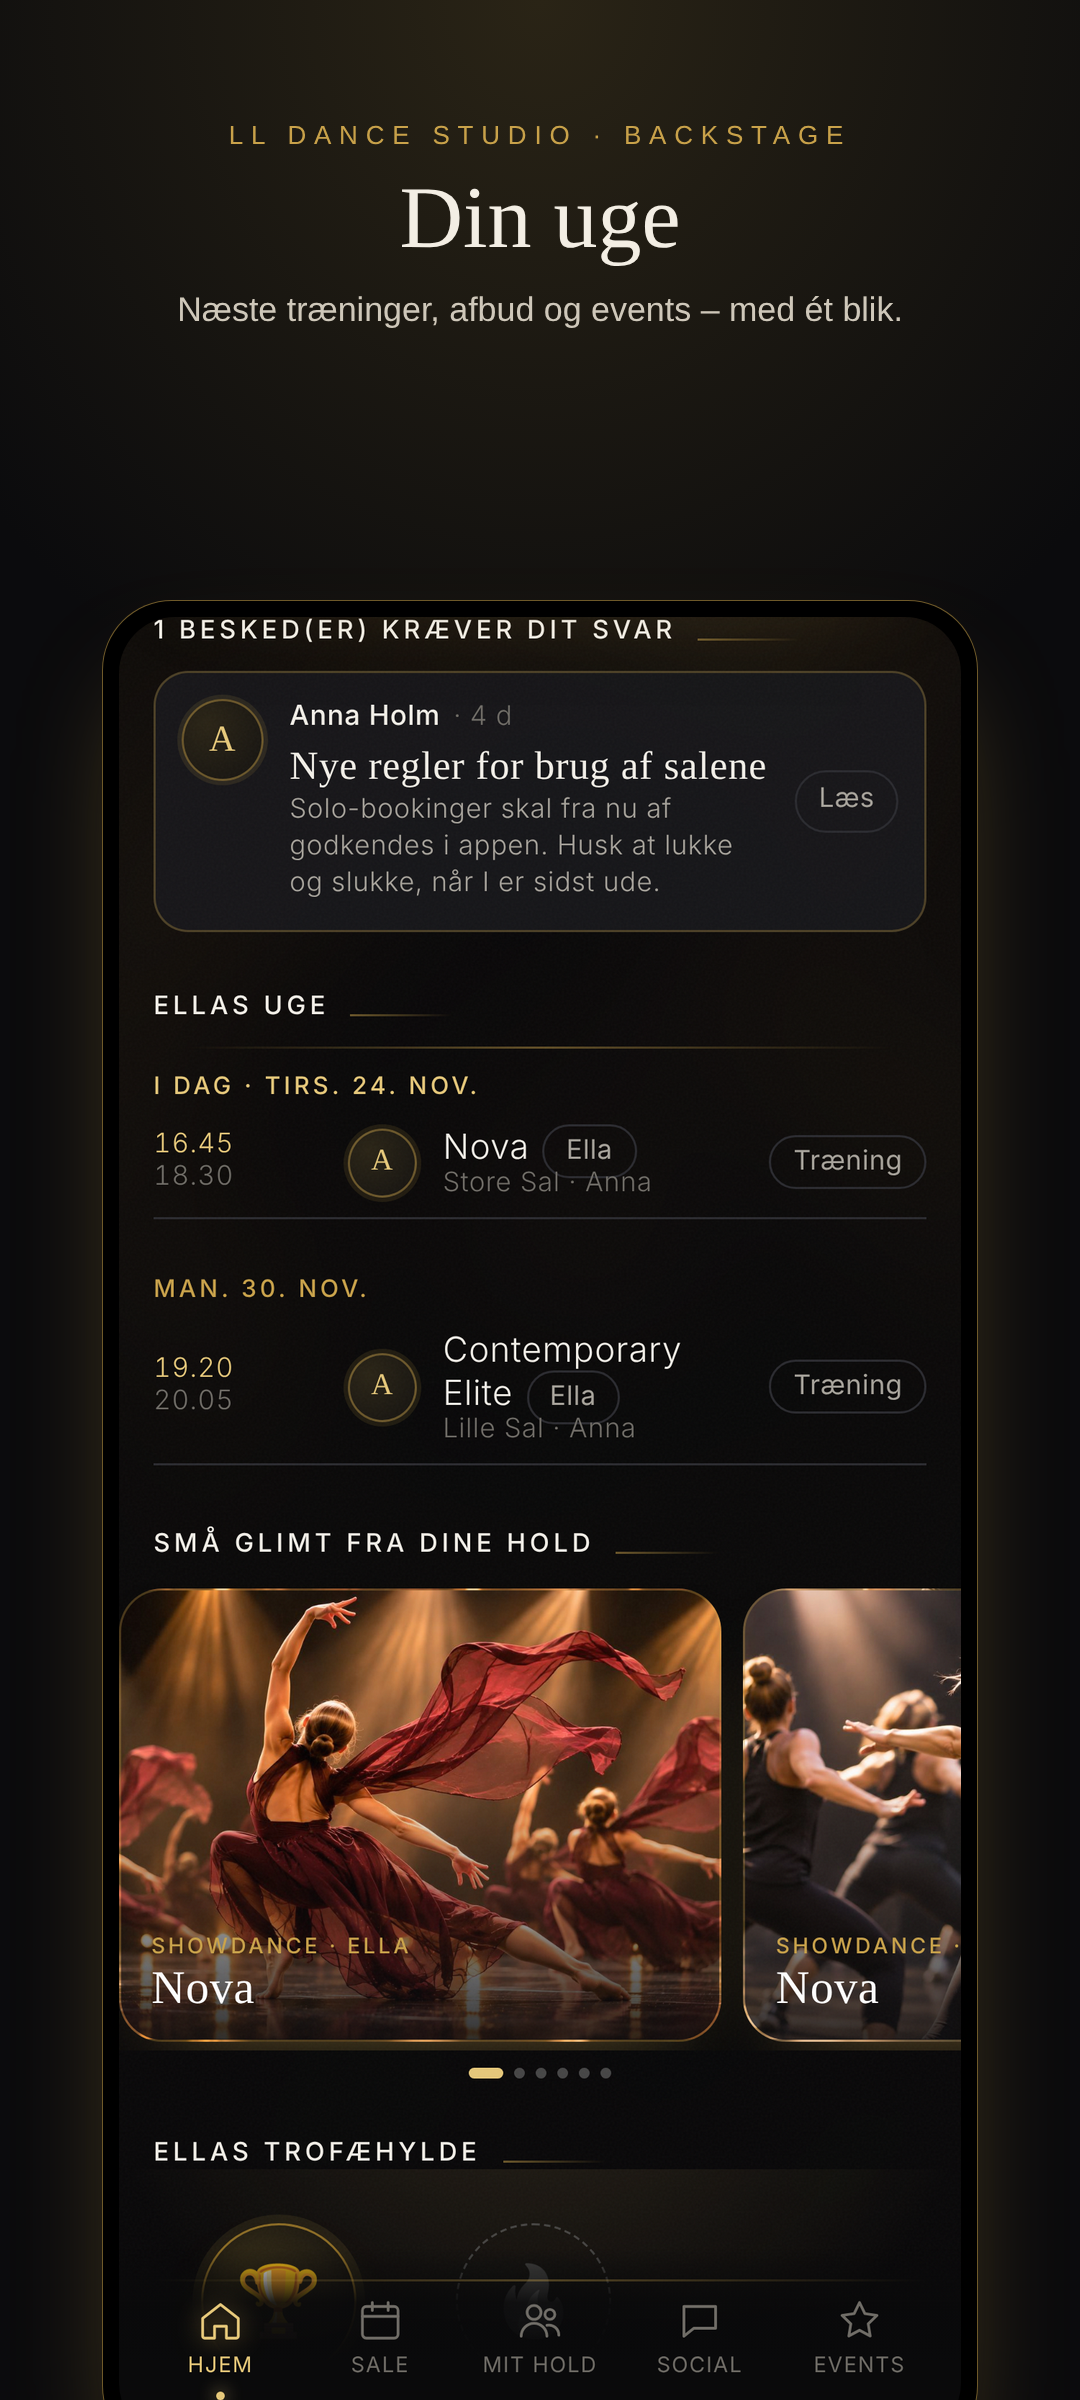 LL DANCE STUDIO · BACKSTAGE
Din uge
Næste træninger, afbud og events – med ét blik.
1 BESKED(ER) KRÆVER DIT SVAR
A
Anna Holm · 4 d
Nye regler for brug af salene
Solo-bookinger skal fra nu af
godkendes i appen. Husk at lukke
og slukke, når I er sidst ude.
Læs
ELLAS UGE
I DAG · TIRS. 24. NOV.
16.45
18.30
A
Nova Ella
Store Sal · Anna
Træning
MAN. 30. NOV.
19.20
20.05
A
Contemporary
Elite Ella
Lille Sal · Anna
Træning
SMÅ GLIMT FRA DINE HOLD
SHOWDANCE · ELLA
Nova
SHOWDANCE ·
Nova
ELLAS TROFÆHYLDE
HJEM SALE MIT HOLD SOCIAL EVENTS